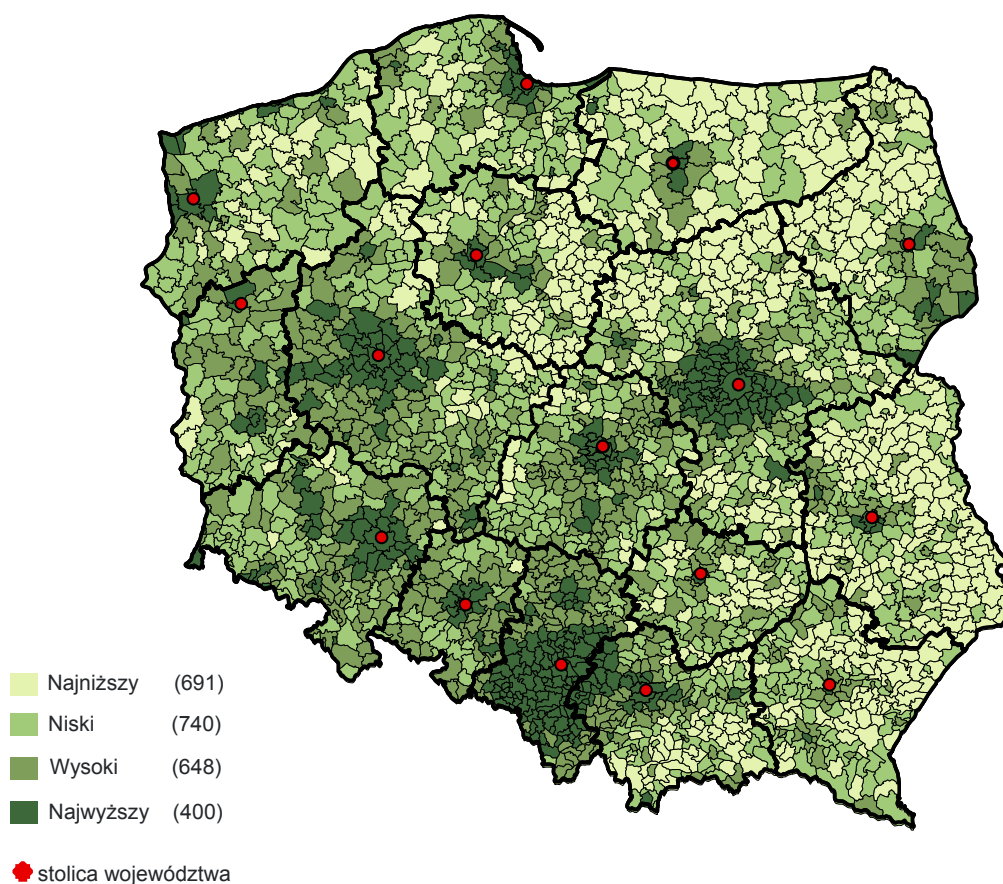 Najniższy (691)
Niski (740)
Wysoki (648)
Najwyższy (400)
stolica województwa